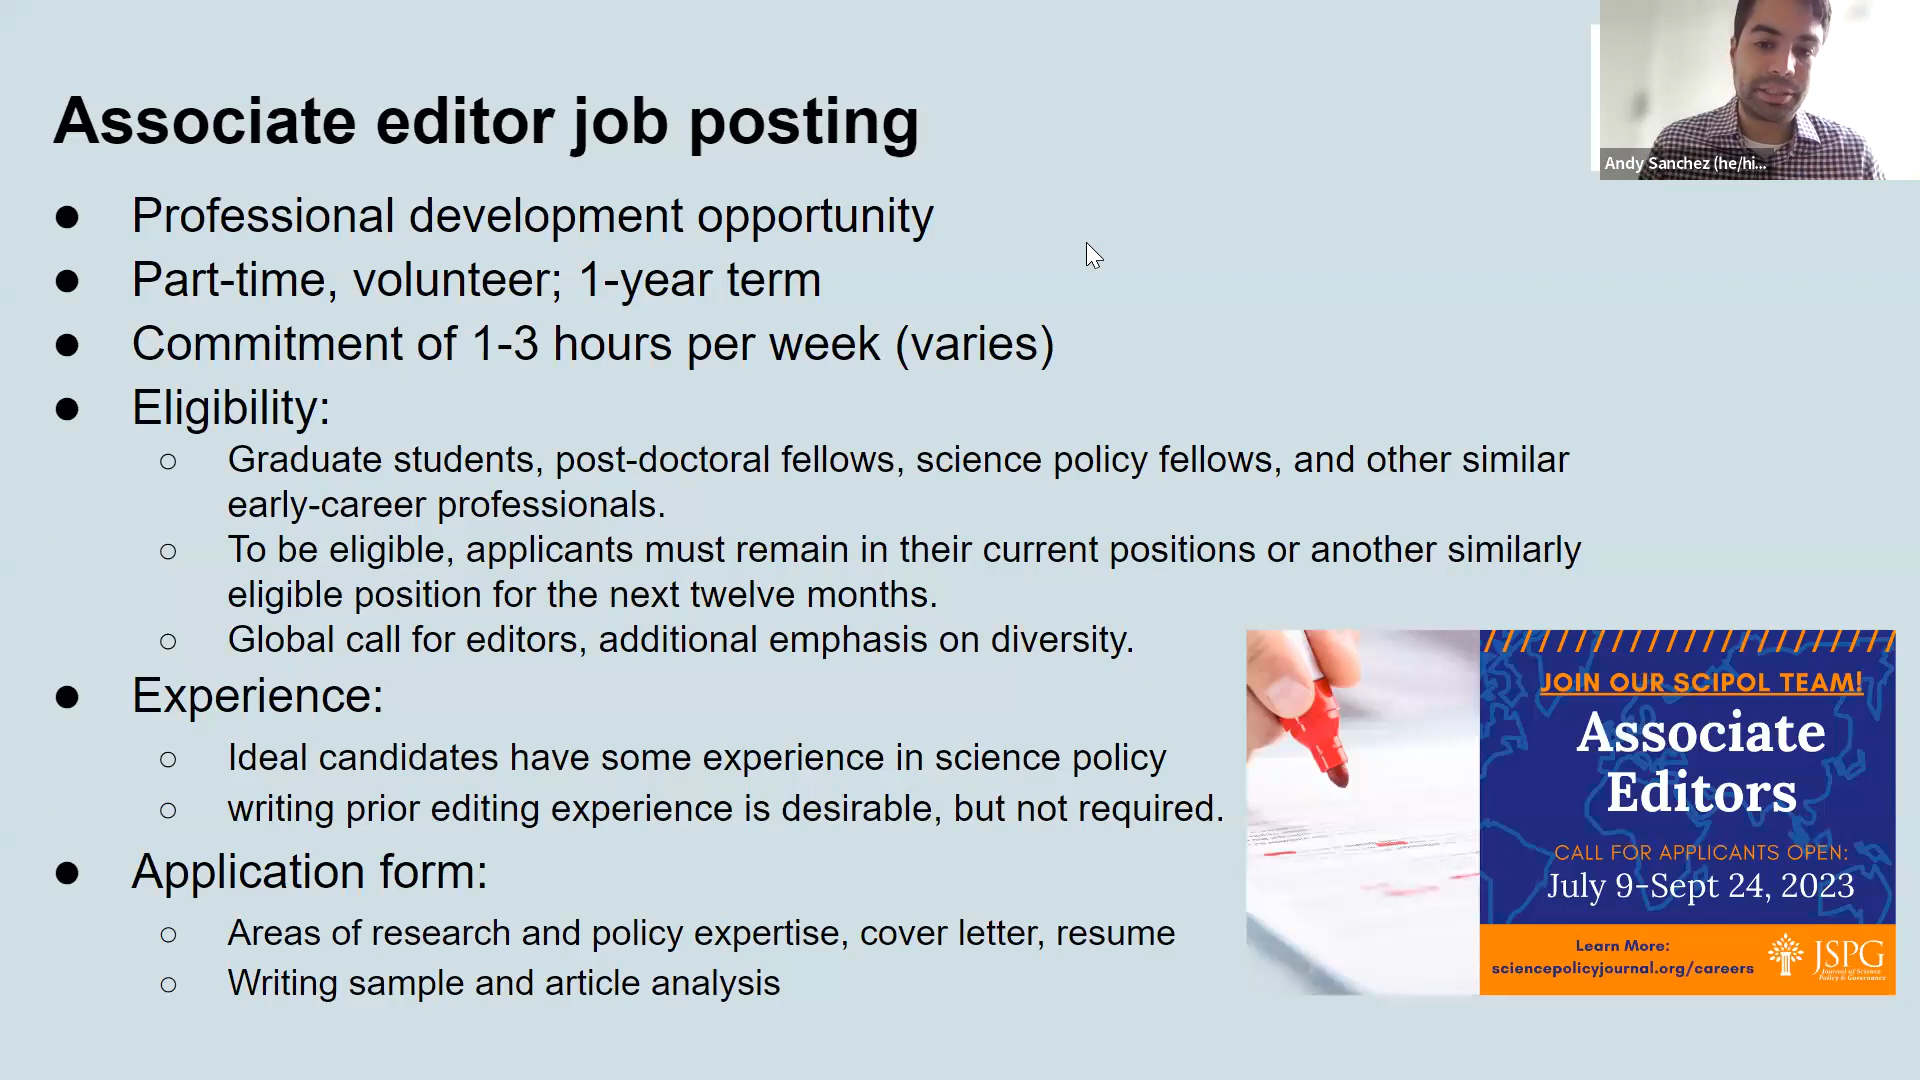 Associate editor job posting
● Professional development opportunity
● Part-time, volunteer; 1-year term
● Commitment of 1-3 hours per week (varies)
● Eligibility:
○ Graduate students, post-doctoral fellows, science policy fellows, and other similar
early-career professionals.
○ To be eligible, applicants must remain in their current positions or another similarly
eligible position for the next twelve months.
○ Global call for editors, additional emphasis on diversity.
● Experience:
○ Ideal candidates have some experience in science policy
○ writing prior editing experience is desirable, but not required.
● Application form:
○ Areas of research and policy expertise, cover letter, resume
○ Writing sample and article analysis
Andy Sanchez (he/hi...
JOIN OUR SCIPOL TEAM!
Associate
Editors
CALL FOR APPLICANTS OPEN:
July 9-Sept 24, 2023
Learn More:
sciencepolicyjournal.org/careers
JSPG
Journal of Science
Policy & Governance